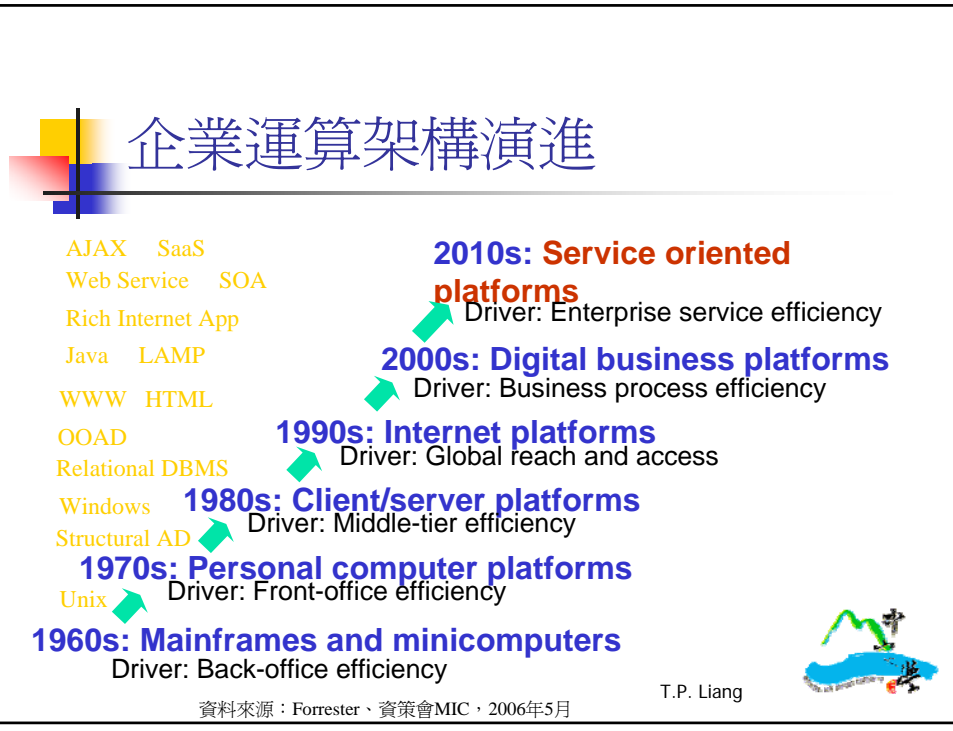 企業運算架構演進
AJAX SaaS
Web Service SOA
Rich Internet App
Java LAMP
WWW HTML
OOAD
Relational DBMS
Windows
Structural AD
Unix
2010s: Service oriented
platforms
Driver: Enterprise service efficiency
2000s: Digital business platforms
Driver: Business process efficiency
1990s: Internet platforms
Driver: Global reach and access
1980s: Client/server platforms
Driver: Middle-tier efficiency
1970s: Personal computer platforms
Driver: Front-office efficiency
1960s: Mainframes and minicomputers
Driver: Back-office efficiency
資料來源：Forrester、資策會MIC，2006年5月
T.P. Liang